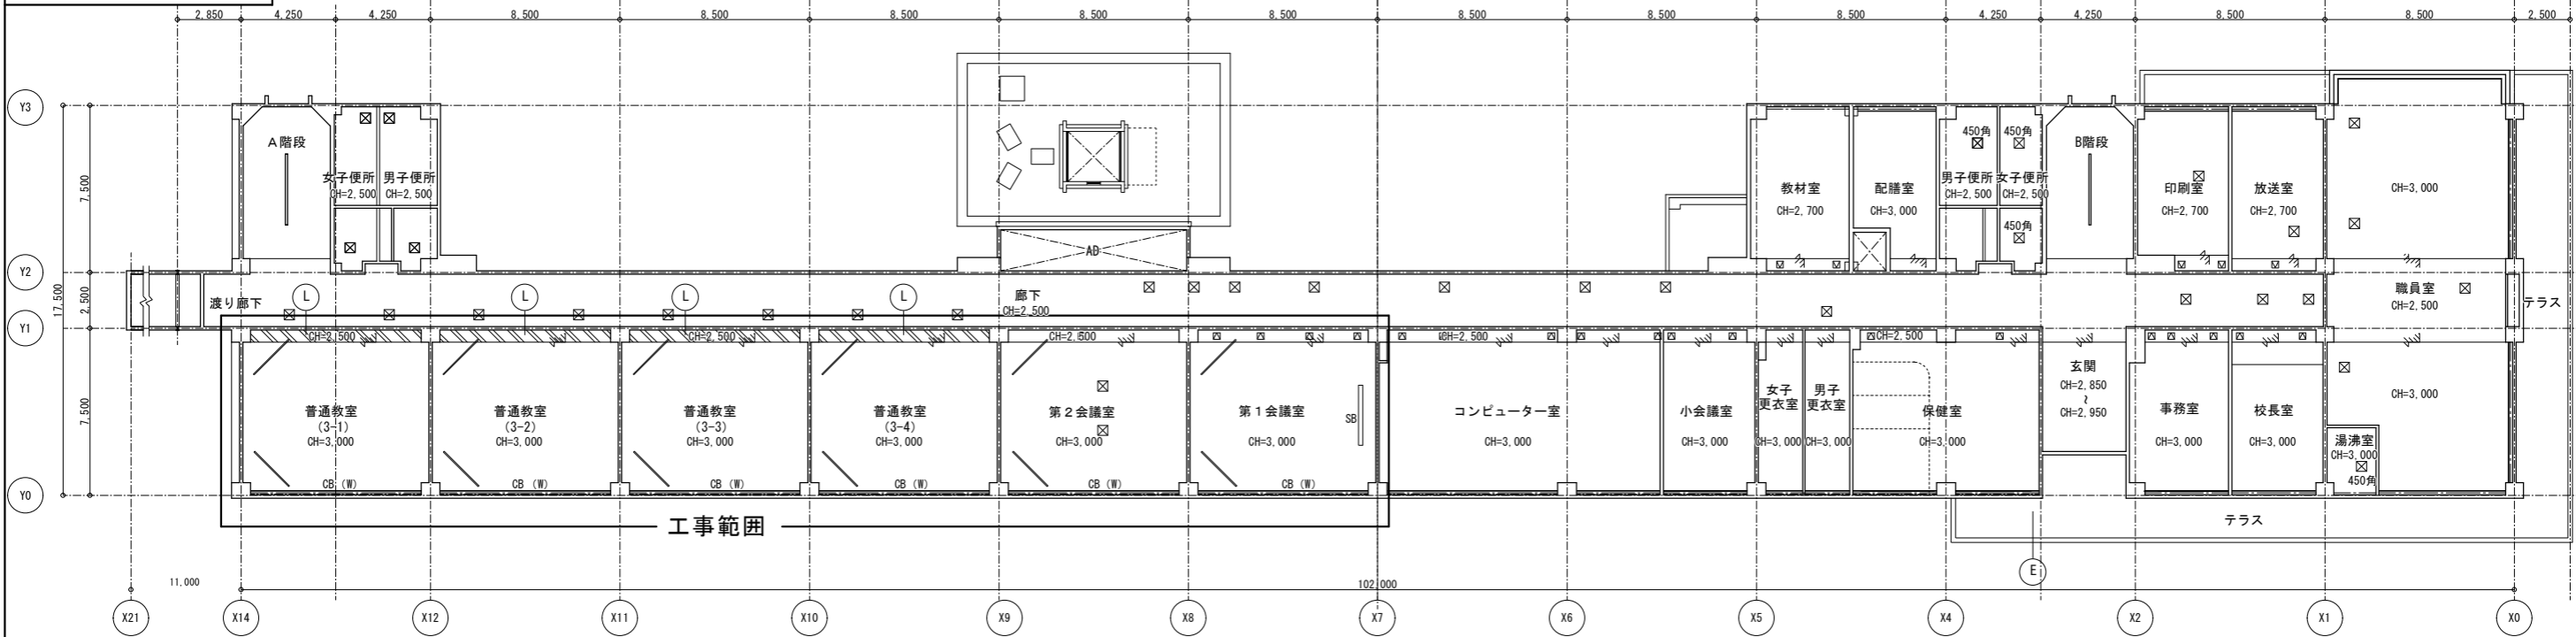 2,850 4,250 4,250 8,500 8,500 8,500 8,500 8,500 8,500 8,500 8,500 4,250 4,250 8,500 8,500 2,500
Y3
7,500
17,500
A階段
女子便所
CH=2,500
男子便所
CH=2,500
教材室
CH=2,700
配膳室
CH=3,000
450角
450角
男子便所
CH=2,500
女子便所
CH=2,500
450角
B階段
印刷室
CH=2,700
放送室
CH=2,700
CH=3,000
AD
Y2
2,500
渡り廊下
L
L
L
L
廊下
CH=2,500
職員室
CH=2,500
テラス
Y1
CH=2,500
CH=2,500
CH=2,500
CH=2,500
CH=2,500
7,500
普通教室
(3-1)
CH=3,000
CB (W)
普通教室
(3-2)
CH=3,000
CB (W)
普通教室
(3-3)
CH=3,000
CB (W)
普通教室
(3-4)
CH=3,000
CB (W)
第２会議室
CH=3,000
CB (W)
第１会議室
CH=3,000
CB (W)
SB
コンピューター室
CH=3,000
小会議室
CH=3,000
女子
更衣室
CH=3,000
男子
更衣室
CH=3,000
保健室
CH=3,000
玄関
CH=2,850
～
CH=2,950
事務室
CH=3,000
校長室
CH=3,000
CH=3,000
湯沸室
CH=3,000
450角
Y0
工事範囲
テラス
E
11,000
102,000
X21 X14 X12 X11 X10 X9 X8 X7 X6 X5 X4 X2 X1 X0